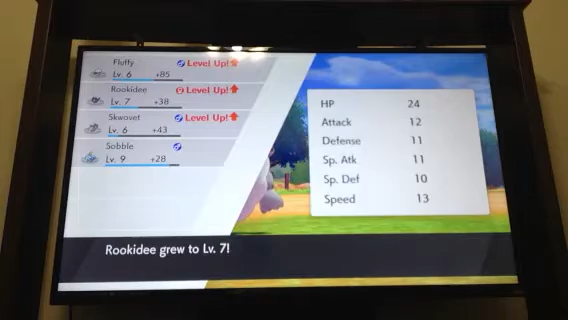 Fluffy
Level Up!
Lv. 6 +85
Rookidee
Level Up!
Lv. 7 +38
Skwovet
Level Up!
Lv. 6 +43
Sobble
Lv. 9 +28
HP 24
Attack 12
Defense 11
Sp. Atk 11
Sp. Def 10
Speed 13
Rookidee grew to Lv. 7!